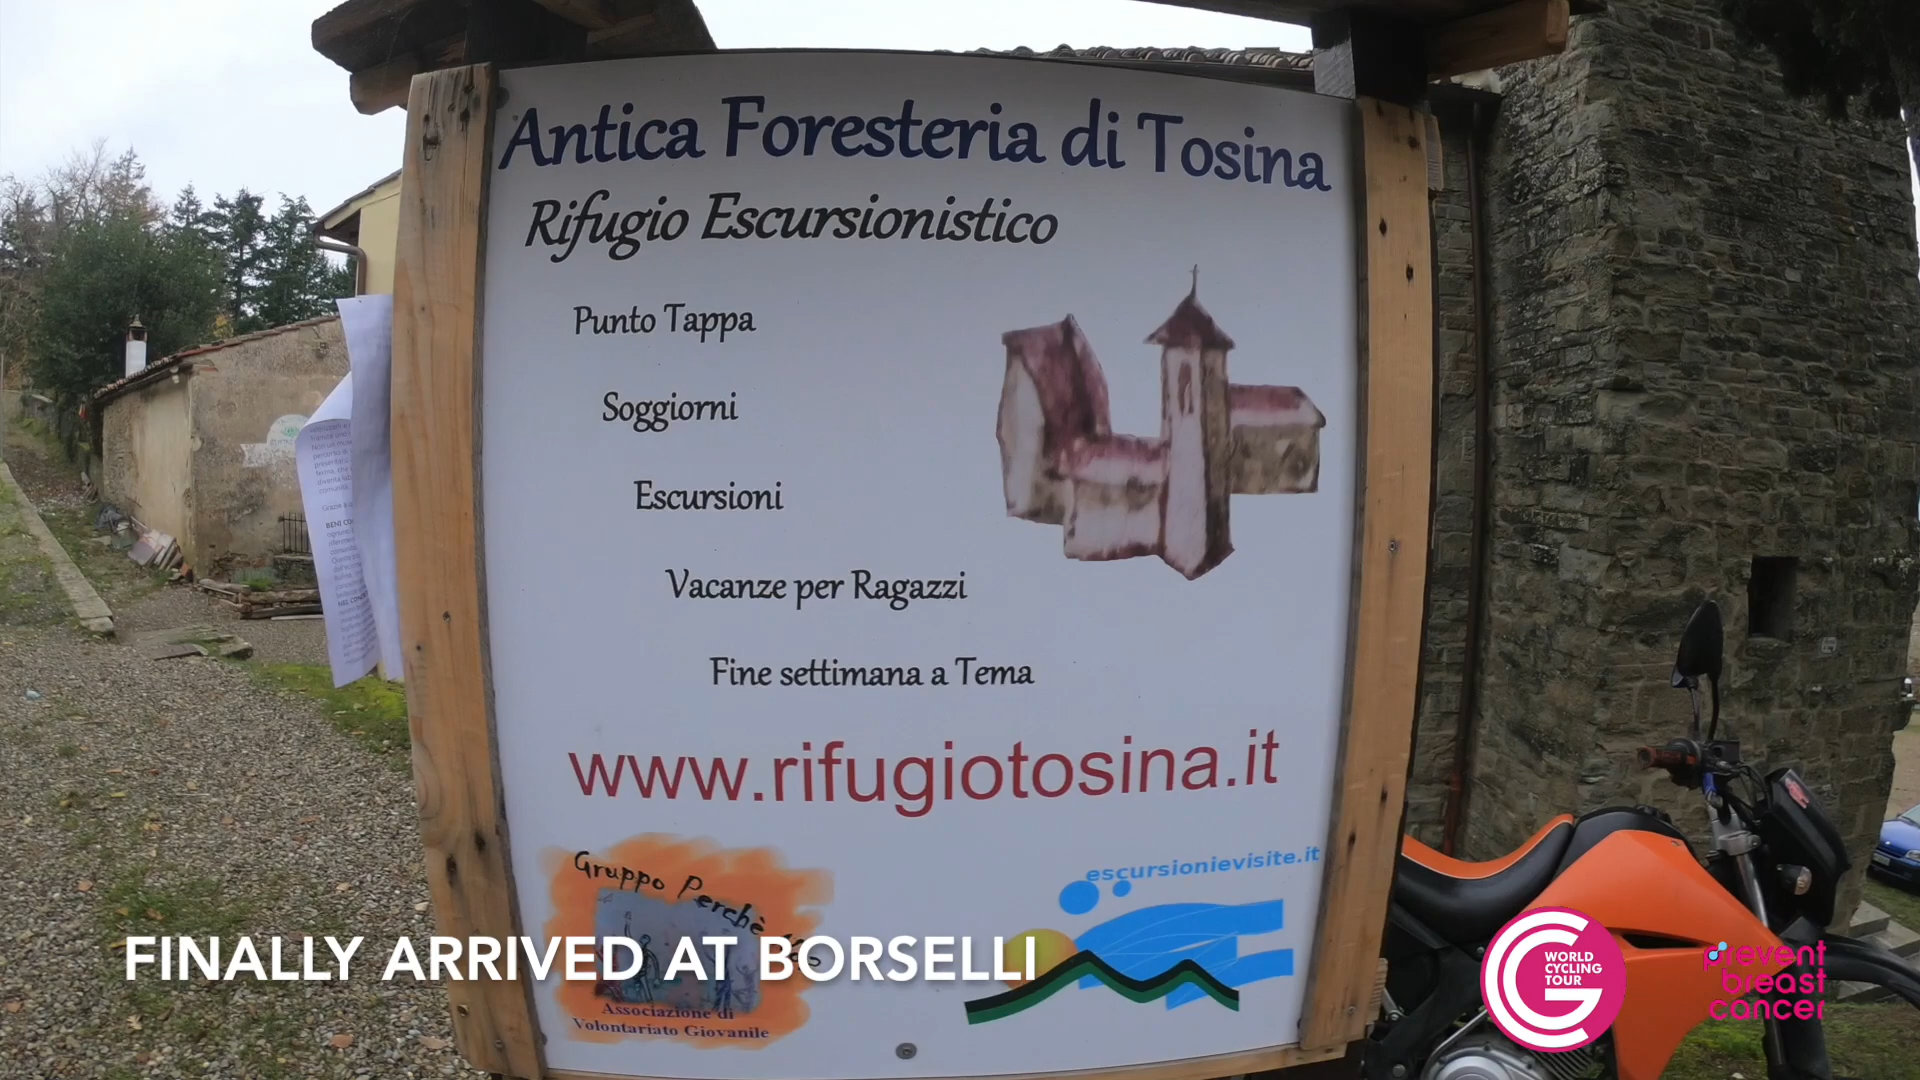 Antica Foresteria di Tosina
Rifugio Escursionistico
Punto Tappa
Soggiorni
Escursioni
Vacanze per Ragazzi
Fine settimana a Tema
www.rifugiotosina.it
Gruppo Perchè
Associazione di
Volontariato Giovanile
escursionievisite.it
FINALLY ARRIVED AT BORSELLI
WORLD
CYCLING
TOUR
prevent
breast
cancer